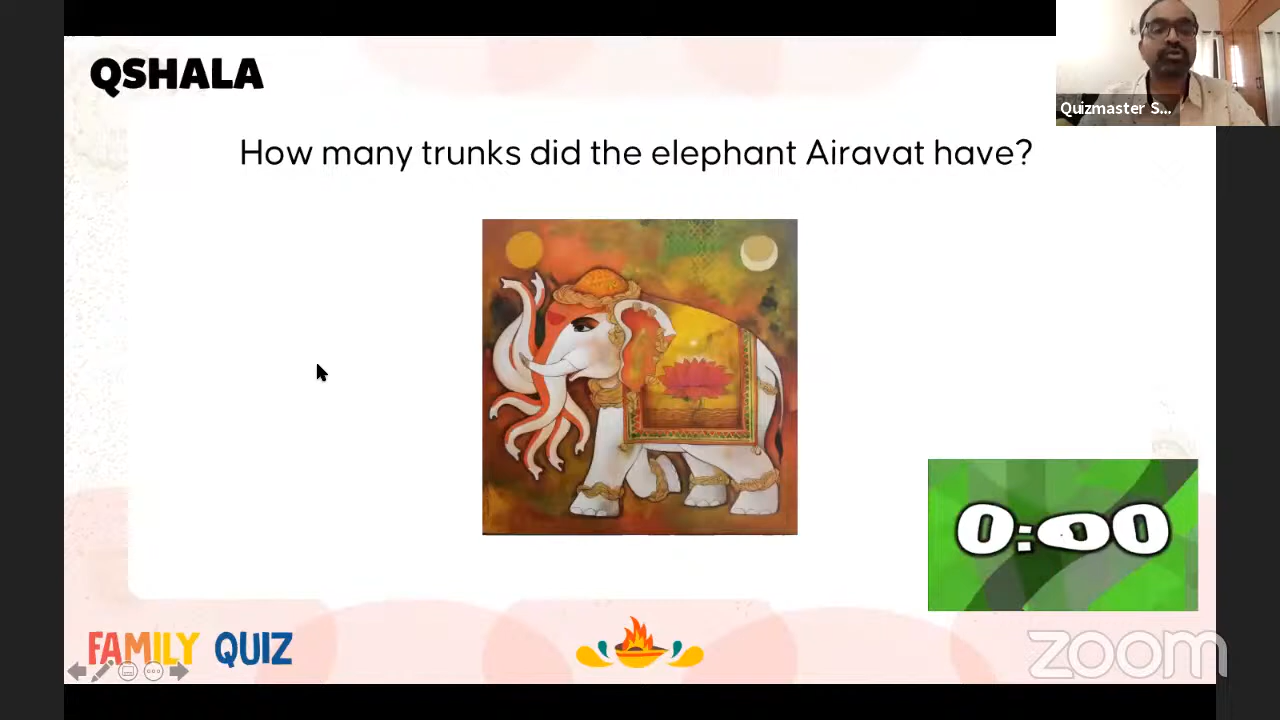 QSHALA
Quizmaster S...
How many trunks did the elephant Airavat have?
0:00
FAMILY QUIZ
zoom